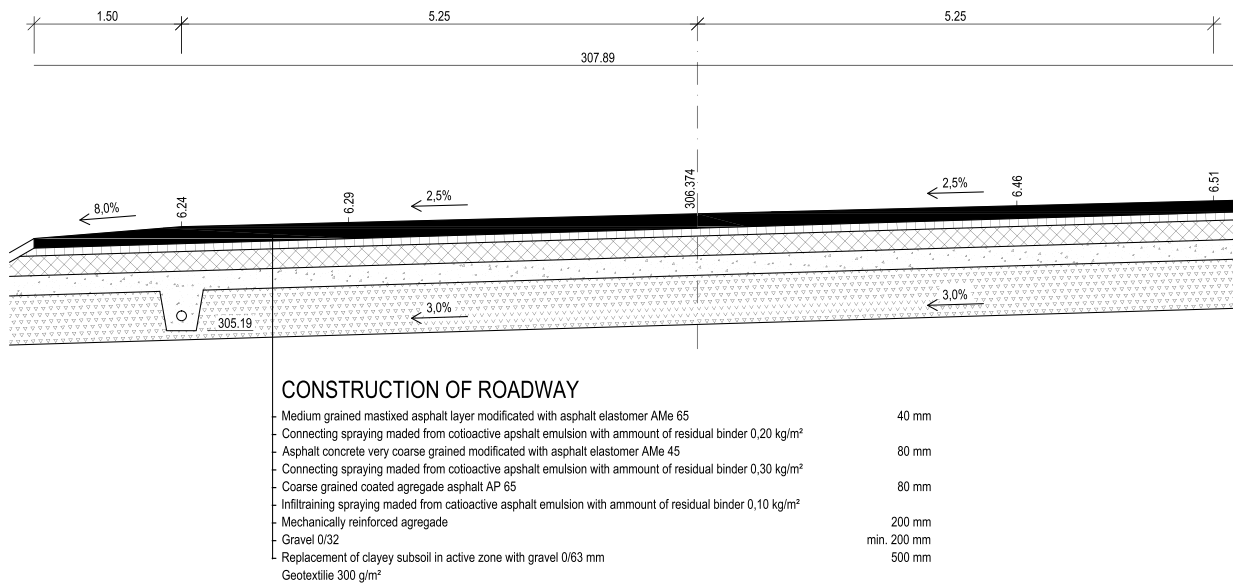 1.50 5.25 5.25
307.89
8,0% 6.24 6.29 2,5% 306.374 2,5% 6.46 6.51
305.19 3,0% 3,0%
CONSTRUCTION OF ROADWAY
Medium grained mastixed asphalt layer modificated with asphalt elastomer AMe 65 40 mm
Connecting spraying maded from cotioactive apshalt emulsion with ammount of residual binder 0,20 kg/m²
Asphalt concrete very coarse grained modificated with asphalt elastomer AMe 45 80 mm
Connecting spraying maded from cotioactive apshalt emulsion with ammount of residual binder 0,30 kg/m²
Coarse grained coated agregade asphalt AP 65 80 mm
Infiltraining spraying maded from catioactive asphalt emulsion with ammount of residual binder 0,10 kg/m²
Mechanically reinforced agregade 200 mm
Gravel 0/32 min. 200 mm
Replacement of clayey subsoil in active zone with gravel 0/63 mm 500 mm
Geotextilie 300 g/m²